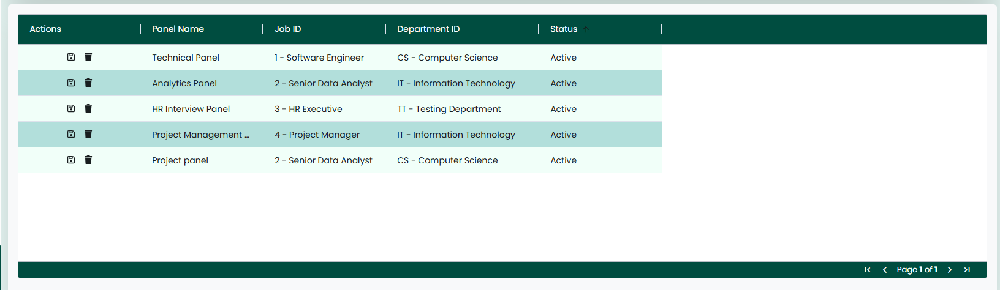 Actions Panel Name Job ID Department ID Status
Technical Panel 1 - Software Engineer CS - Computer Science Active
Analytics Panel 2 - Senior Data Analyst IT - Information Technology Active
HR Interview Panel 3 - HR Executive TT - Testing Department Active
Project Management ... 4 - Project Manager IT - Information Technology Active
Project panel 2 - Senior Data Analyst CS - Computer Science Active
Page 1 of 1